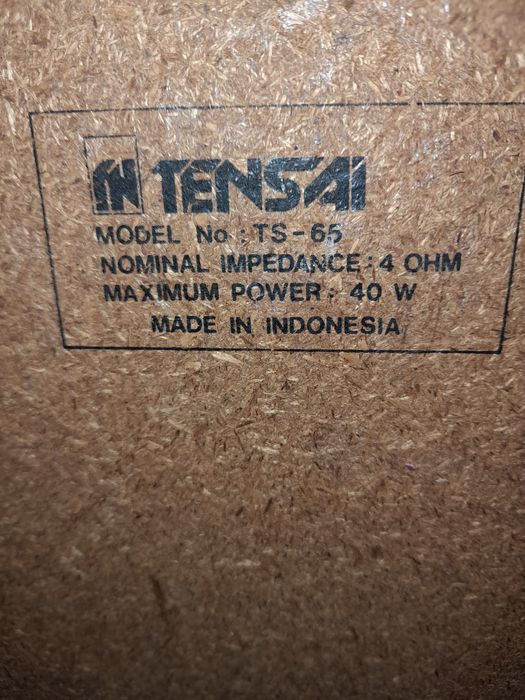 TENSAI
MODEL No : TS-65
NOMINAL IMPEDANCE : 4 OHM
MAXIMUM POWER : 40 W
MADE IN INDONESIA